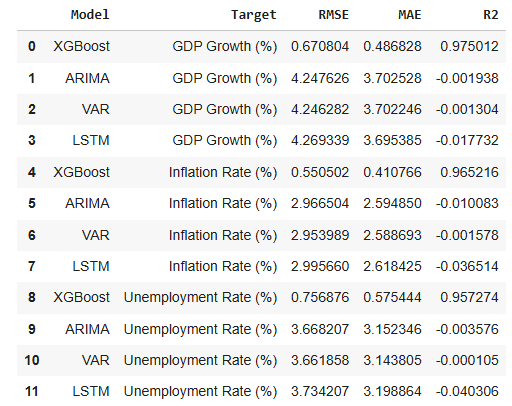 Model Target RMSE MAE R2
0 XGBoost GDP Growth (%) 0.670804 0.486828 0.975012
1 ARIMA GDP Growth (%) 4.247626 3.702528 -0.001938
2 VAR GDP Growth (%) 4.246282 3.702246 -0.001304
3 LSTM GDP Growth (%) 4.269339 3.695385 -0.017732
4 XGBoost Inflation Rate (%) 0.550502 0.410766 0.965216
5 ARIMA Inflation Rate (%) 2.966504 2.594850 -0.010083
6 VAR Inflation Rate (%) 2.953989 2.588693 -0.001578
7 LSTM Inflation Rate (%) 2.995660 2.618425 -0.036514
8 XGBoost Unemployment Rate (%) 0.756876 0.575444 0.957274
9 ARIMA Unemployment Rate (%) 3.668207 3.152346 -0.003576
10 VAR Unemployment Rate (%) 3.661858 3.143805 -0.000105
11 LSTM Unemployment Rate (%) 3.734207 3.198864 -0.040306